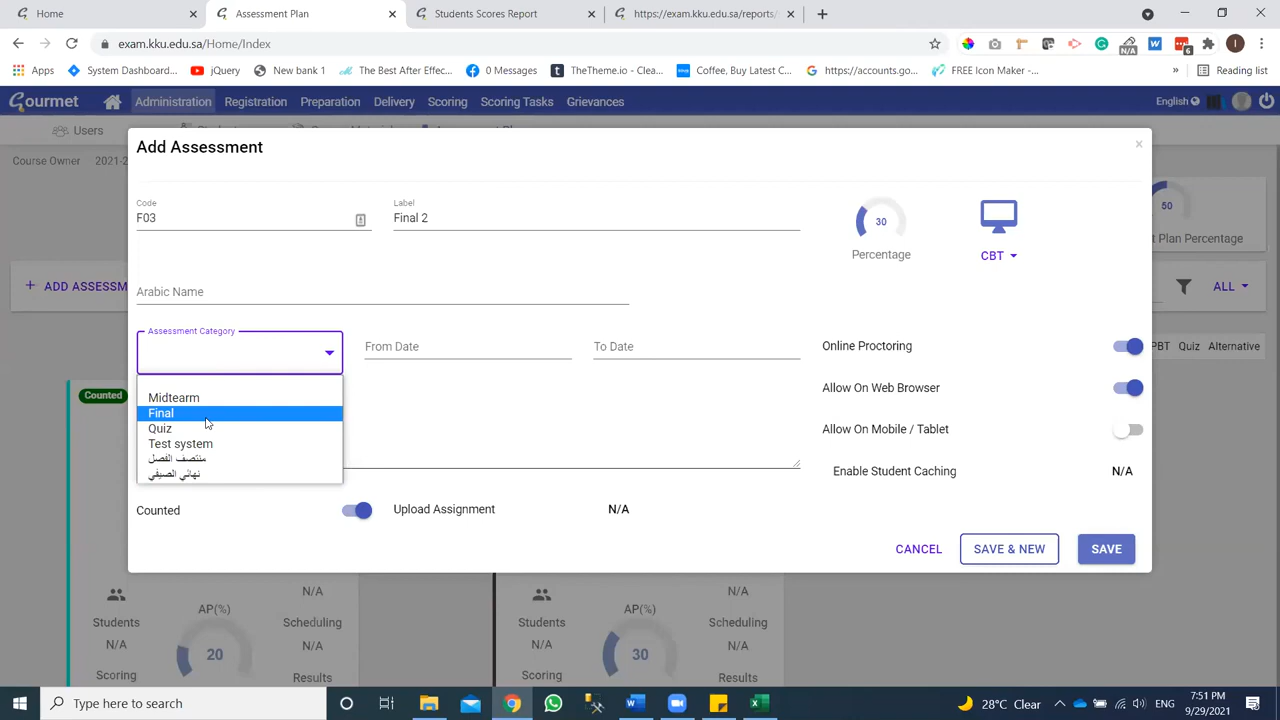 Home
Assessment Plan
Students Scores Report
https://exam.kku.edu.sa/reports/
exam.kku.edu.sa/Home/Index
6
I
Apps
System Dashboard...
jQuery
New bank 1
The Best After Effec...
0 Messages
TheTheme.io - Clea...
Coffee, Buy Latest C...
https://accounts.go...
FREE Icon Maker -...
»
Reading list
Gourmet
Administration
Registration
Preparation
Delivery
Scoring
Scoring Tasks
Grievances
English
Users
Course Owner
2021-2
Add Assessment
×
Code
F03
Label
Final 2
30
Percentage
CBT
50
t Plan Percentage
+ ADD ASSESSM
ALL
Arabic Name
Assessment Category
From Date
To Date
Online Proctoring
PBT
Quiz
Alternative
Midtearm
Final
Quiz
Test system
منتصف الفصل
نهائي الصيفي
Allow On Web Browser
Allow On Mobile / Tablet
Enable Student Caching
N/A
Counted
Counted
Upload Assignment
N/A
CANCEL
SAVE & NEW
SAVE
Students
N/A
Scoring
AP(%)
20
N/A
Scheduling
N/A
Results
Students
N/A
Scoring
AP(%)
30
N/A
Scheduling
N/A
Results
Type here to search
28°C Clear
ENG
7:51 PM
9/29/2021